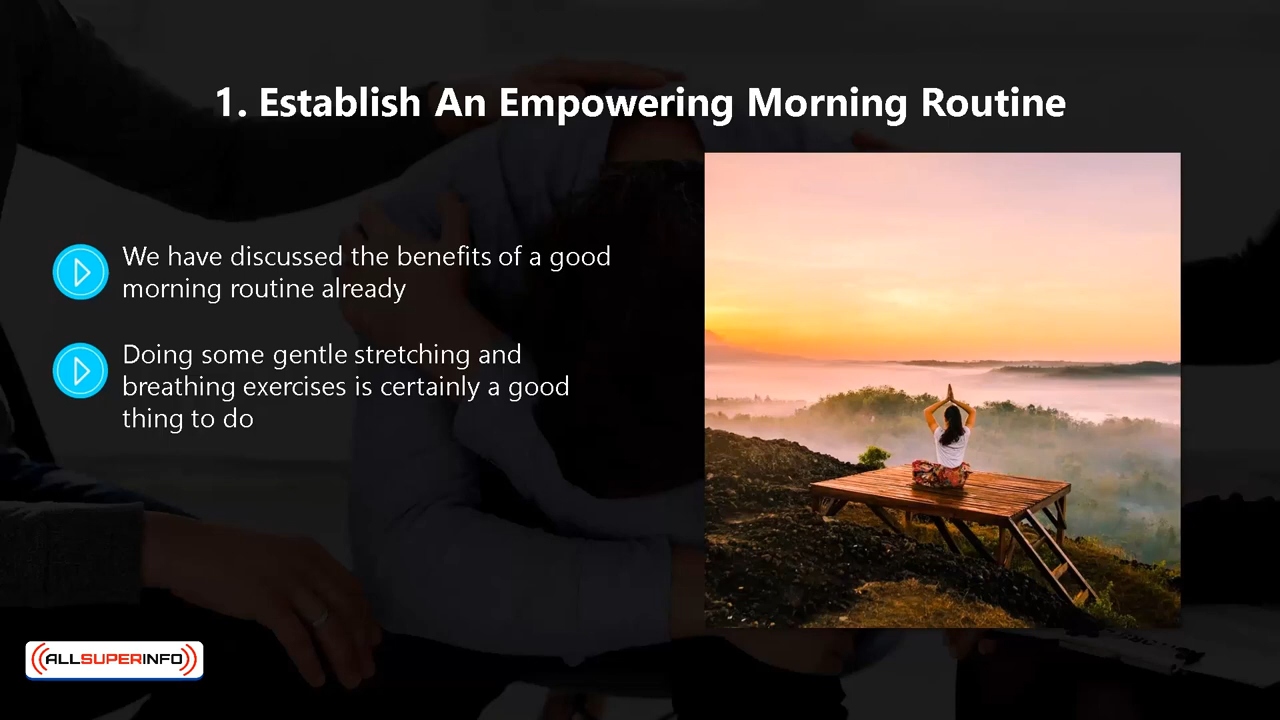 1. Establish An Empowering Morning Routine
We have discussed the benefits of a good
morning routine already
Doing some gentle stretching and
breathing exercises is certainly a good
thing to do
ALLSUPERINFO